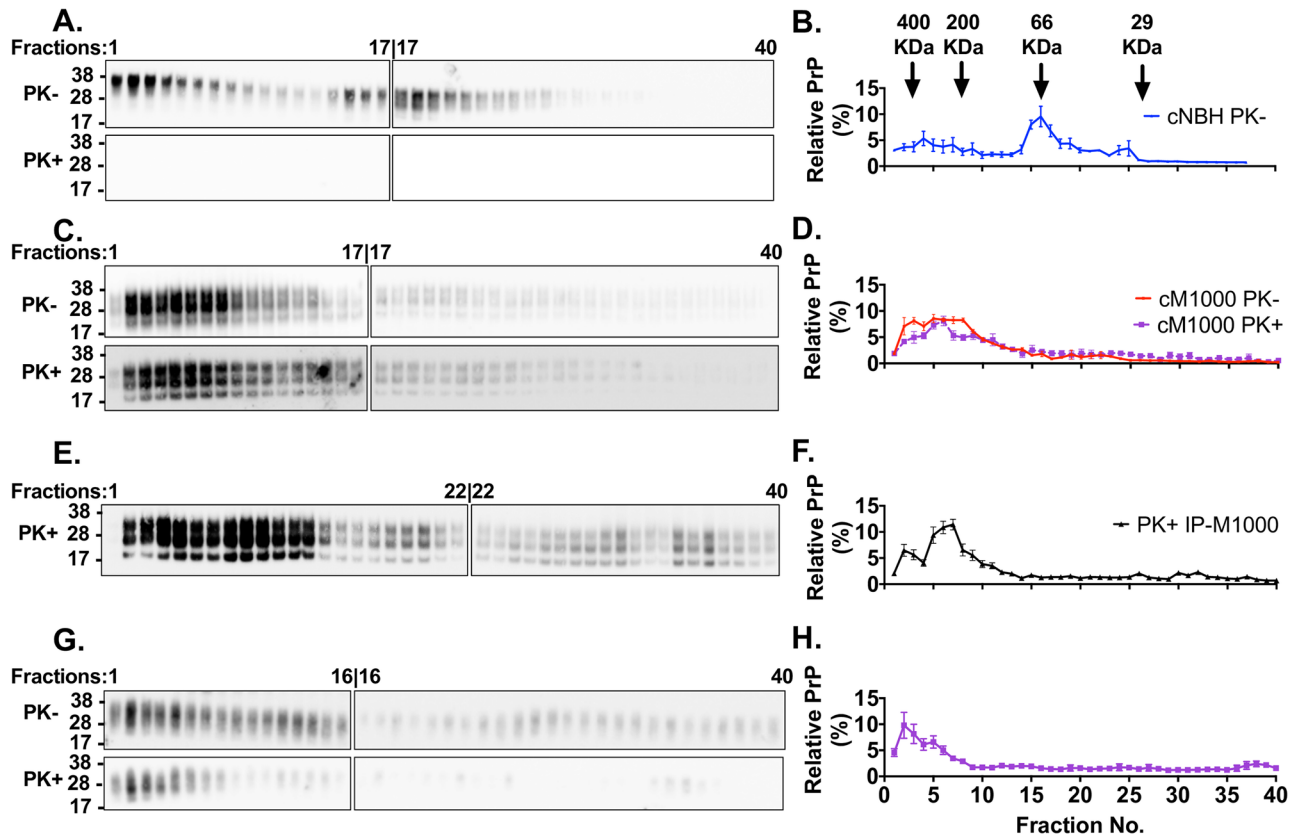 A.
Fractions:1 17|17 40
38
PK- 28
17
38
PK+ 28
17
B.
400 KDa 200 KDa 66 KDa 29 KDa
Relative PrP (%)
15
10
5
0
cNBH PK-
C.
Fractions:1 17|17 40
38
PK- 28
17
38
PK+ 28
17
D.
Relative PrP (%)
15
10
5
0
cM1000 PK-
cM1000 PK+
E.
Fractions:1 22|22 40
38
PK+ 28
17
F.
Relative PrP (%)
15
10
5
0
PK+ IP-M1000
G.
Fractions:1 16|16 40
38
PK- 28
17
38
PK+ 28
17
H.
Relative PrP (%)
15
10
5
0
0 5 10 15 20 25 30 35 40
Fraction No.